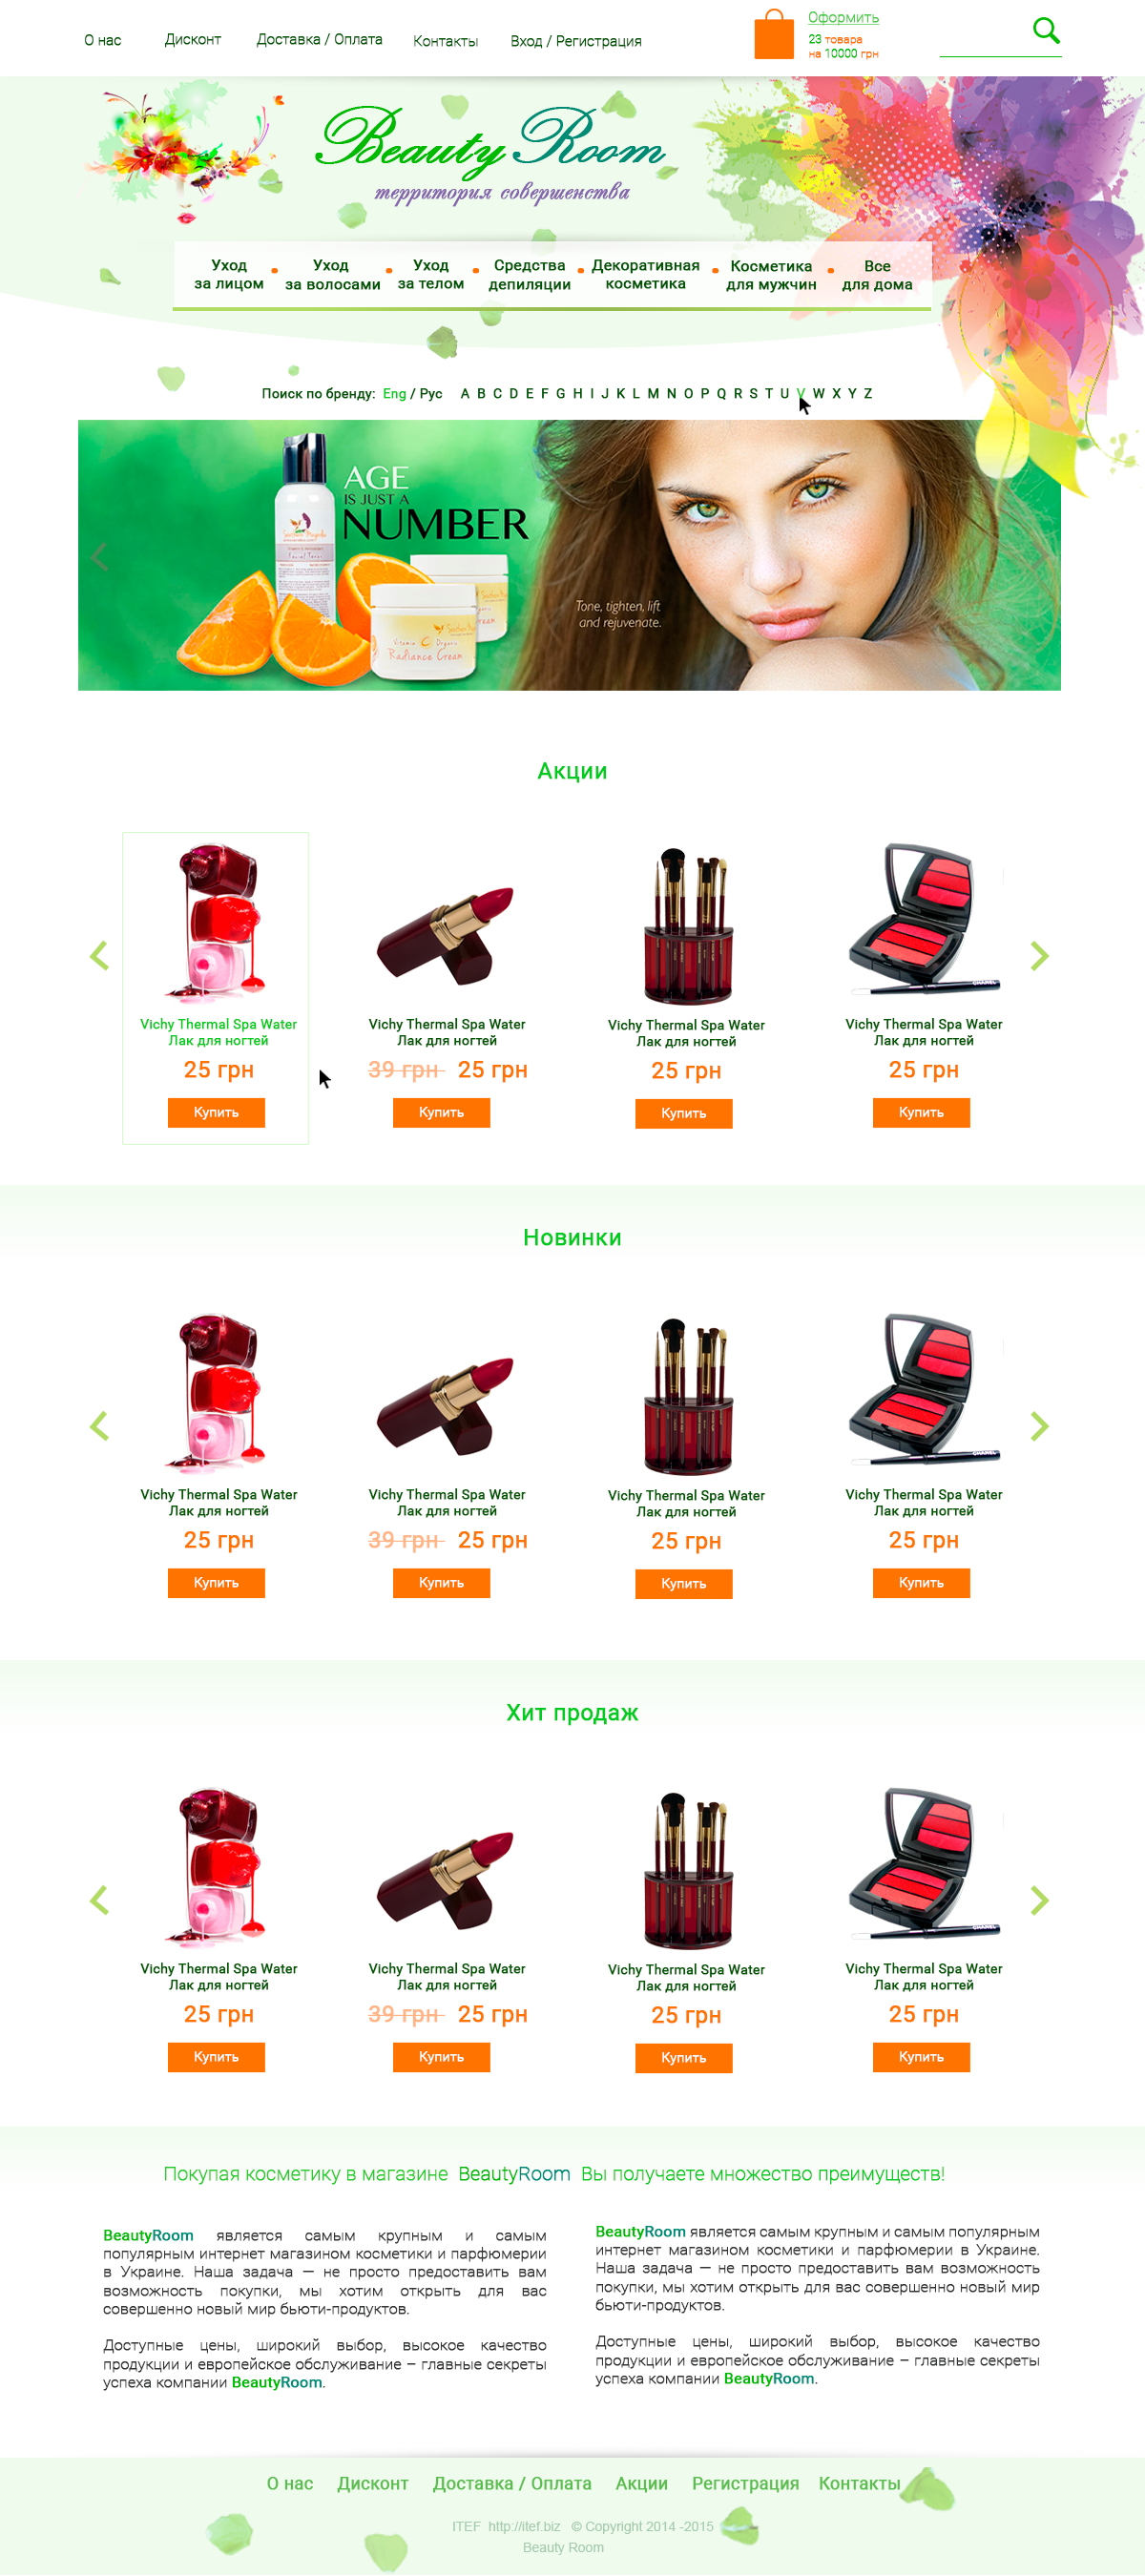 О нас   Дисконт   Доставка / Оплата   Контакты   Вход / Регистрация
Оформить
23 товара
на 10000 грн
Beauty Room
территория совершенства
Уход за лицом
Уход за волосами
Уход за телом
Средства депиляции
Декоративная косметика
Косметика для мужчин
Все для дома
Поиск по бренду: Eng / Рус A B C D E F G H I J K L M N O P Q R S T U V W X Y Z
AGE
IS JUST A
NUMBER
Facial Toner
Vitamin C Organic
Radiance Cream
Tone, tighten, lift
and rejuvenate.
Акции
Vichy Thermal Spa Water
Лак для ногтей
25 грн
Купить
Vichy Thermal Spa Water
Лак для ногтей
39 грн 25 грн
Купить
Vichy Thermal Spa Water
Лак для ногтей
25 грн
Купить
Vichy Thermal Spa Water
Лак для ногтей
25 грн
Купить
Новинки
Vichy Thermal Spa Water
Лак для ногтей
25 грн
Купить
Vichy Thermal Spa Water
Лак для ногтей
39 грн 25 грн
Купить
Vichy Thermal Spa Water
Лак для ногтей
25 грн
Купить
Vichy Thermal Spa Water
Лак для ногтей
25 грн
Купить
Хит продаж
Vichy Thermal Spa Water
Лак для ногтей
25 грн
Купить
Vichy Thermal Spa Water
Лак для ногтей
39 грн 25 грн
Купить
Vichy Thermal Spa Water
Лак для ногтей
25 грн
Купить
Vichy Thermal Spa Water
Лак для ногтей
25 грн
Купить
Покупая косметику в магазине BeautyRoom Вы получаете множество преимуществ!
BeautyRoom является самым крупным и самым
популярным интернет магазином косметики и парфюмерии
в Украине. Наша задача — не просто предоставить вам
возможность покупки, мы хотим открыть для вас
совершенно новый мир бьюти-продуктов.
Доступные цены, широкий выбор, высокое качество
продукции и европейское обслуживание – главные секреты
успеха компании BeautyRoom.
BeautyRoom является самым крупным и самым популярным
интернет магазином косметики и парфюмерии в Украине.
Наша задача — не просто предоставить вам возможность
покупки, мы хотим открыть для вас совершенно новый мир
бьюти-продуктов.
Доступные цены, широкий выбор, высокое качество
продукции и европейское обслуживание – главные секреты
успеха компании BeautyRoom.
О нас   Дисконт   Доставка / Оплата   Акции   Регистрация   Контакты
ITEF http://itef.biz © Copyright 2014 -2015
Beauty Room